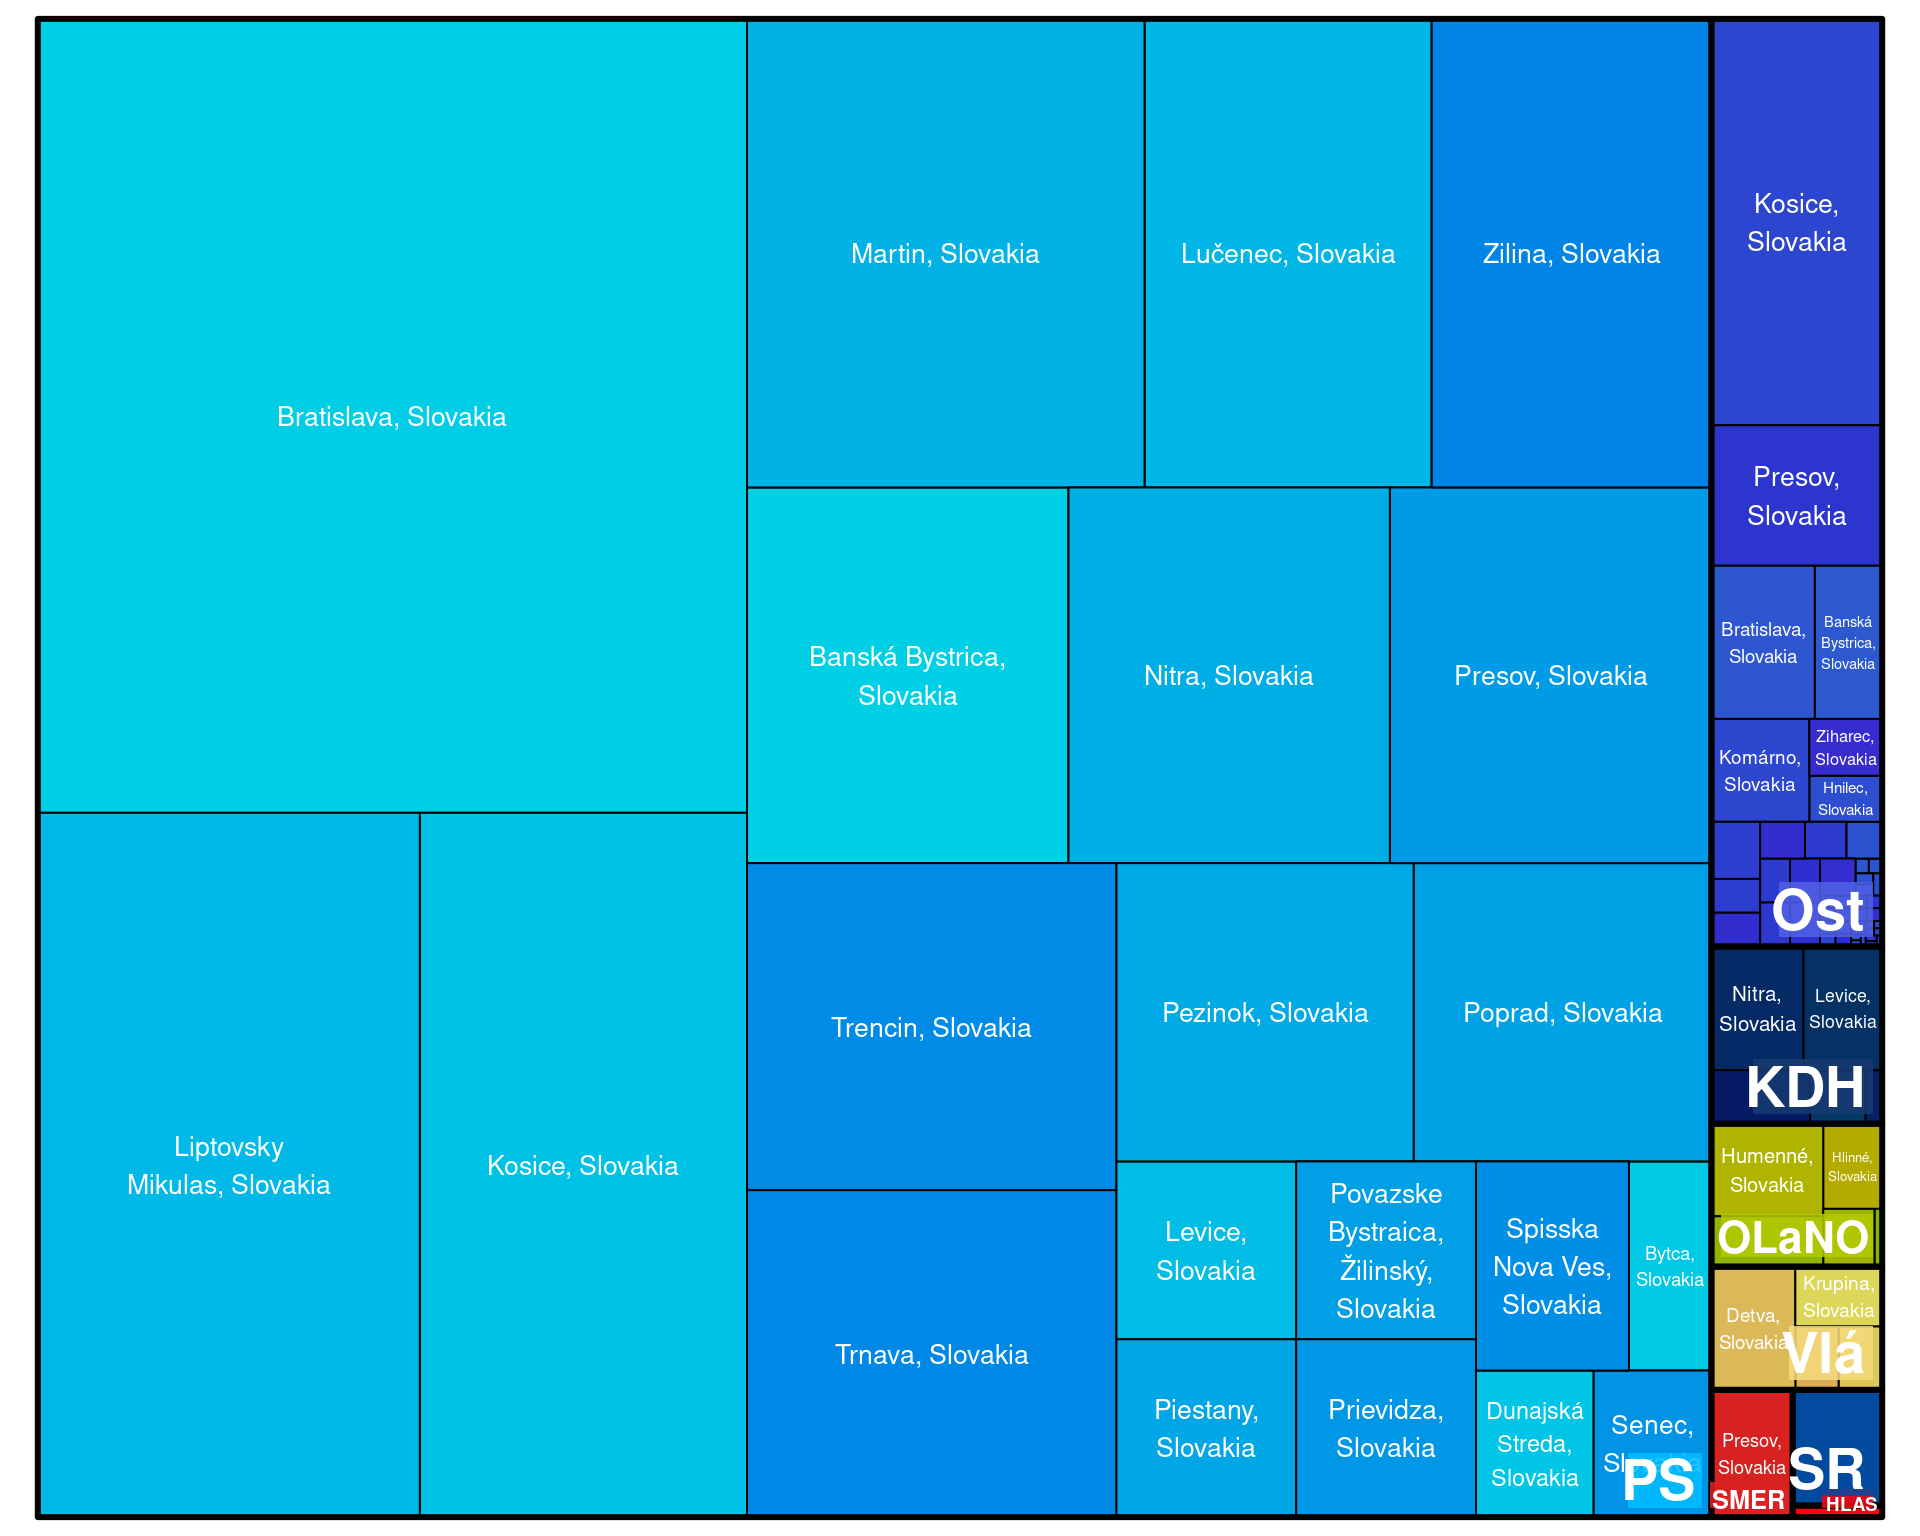 Bratislava, Slovakia
Liptovsky
Mikulas, Slovakia
Kosice, Slovakia
Martin, Slovakia
Lučenec, Slovakia
Zilina, Slovakia
Banská Bystrica,
Slovakia
Nitra, Slovakia
Presov, Slovakia
Trencin, Slovakia
Trnava, Slovakia
Pezinok, Slovakia
Poprad, Slovakia
Levice,
Slovakia
Povazske
Bystraica,
Žilinský,
Slovakia
Spisska
Nova Ves,
Slovakia
Bytca,
Slovakia
Piestany,
Slovakia
Prievidza,
Slovakia
Dunajská
Streda,
Slovakia
Senec,
Slovakia
PS
Kosice,
Slovakia
Presov,
Slovakia
Bratislava,
Slovakia
Banská
Bystrica,
Slovakia
Komárno,
Slovakia
Ziharec,
Slovakia
Hnilec,
Slovakia
Ost
Nitra,
Slovakia
Levice,
Slovakia
KDH
Humenné,
Slovakia
Hlinné,
Slovakia
OLaNO
Detva,
Slovakia
Krupina,
Slovakia
Vlá
Presov,
Slovakia
SMER
SR
HLAS